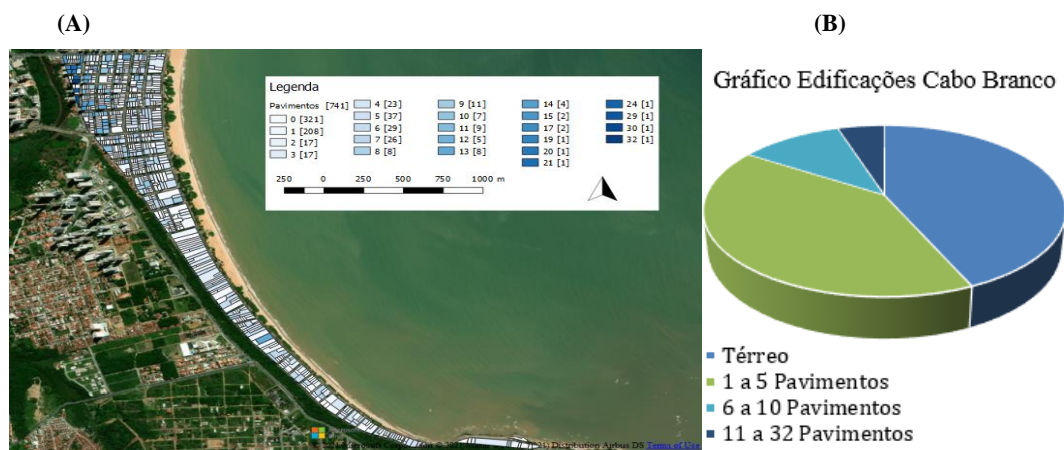 (A)
(B)
Legenda
Pavimentos [741]
0 [321]
1 [208]
2 [17]
3 [17]
4 [23]
5 [37]
6 [29]
7 [26]
8 [8]
9 [11]
10 [7]
11 [9]
12 [5]
13 [8]
14 [4]
15 [2]
17 [2]
19 [1]
20 [1]
21 [1]
24 [1]
29 [1]
30 [1]
32 [1]
250 0 250 500 750 1000 m
Distribution Airbus DS Terms of Use
Gráfico Edificações Cabo Branco
Térreo
1 a 5 Pavimentos
6 a 10 Pavimentos
11 a 32 Pavimentos